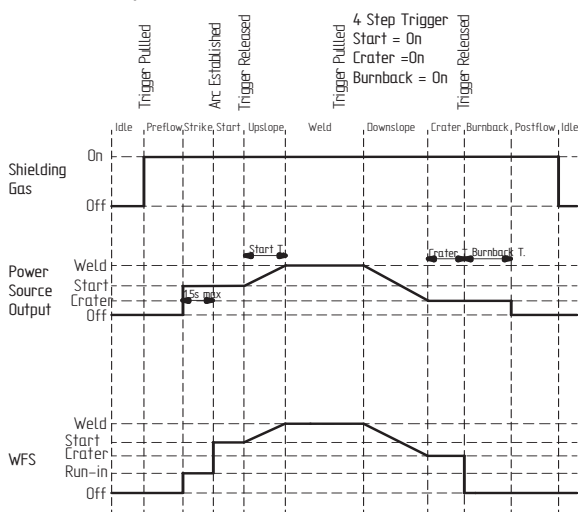 Trigger Pullled
Arc Established
Trigger Released
Trigger Pullled
4 Step Trigger
Start = On
Crater =On
Burnback = On
Trigger Released
Idle Preflow Strike Start Upslope Weld Downslope Crater Burnback Postflow Idle
Shielding
Gas
On
Off
Power
Source
Output
Weld
Start
Crater
Off
1.5s max
Start T.
Crater T.
Burnback T.
WFS
Weld
Start
Crater
Run-in
Off